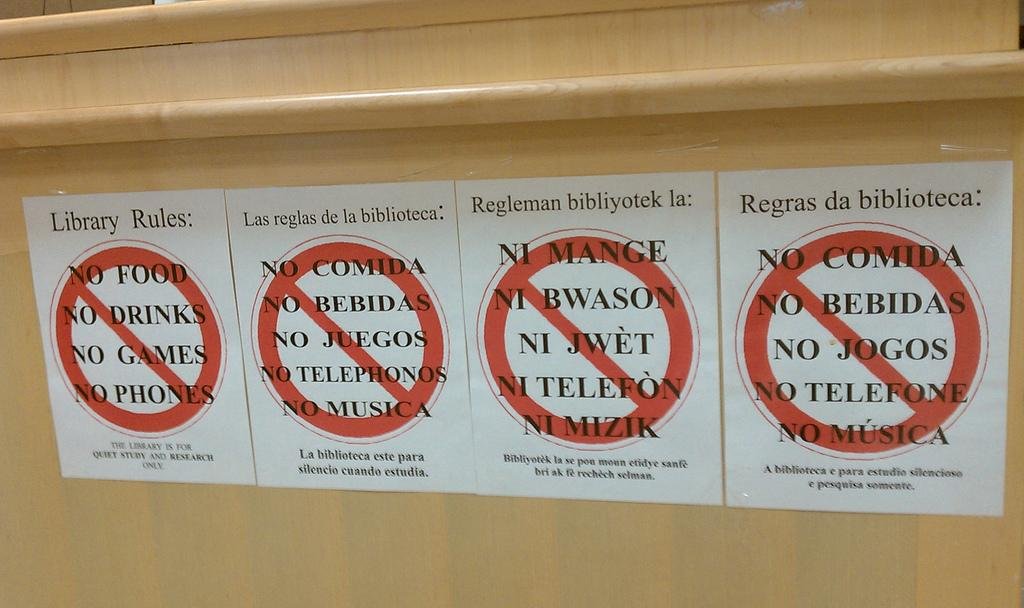 Library Rules:
NO FOOD
NO DRINKS
NO GAMES
NO PHONES
THE LIBRARY IS FOR
QUIET STUDY AND RESEARCH
ONLY.
Las reglas de la biblioteca:
NO COMIDA
NO BEBIDAS
NO JUEGOS
NO TELEPHONOS
NO MUSICA
La biblioteca este para
silencio cuando estudia.
Regleman bibliyotek la:
NI MANGE
NI BWASON
NI JWÈT
NI TELEFÒN
NI MIZIK
Bibliyotèk la se pou moun etidye sanfè
bri ak fè rechèch selman.
Regras da biblioteca:
NO COMIDA
NO BEBIDAS
NO JOGOS
NO TELEFONE
NO MÚSICA
A biblioteca e para estudio silencioso
e pesquisa somente.